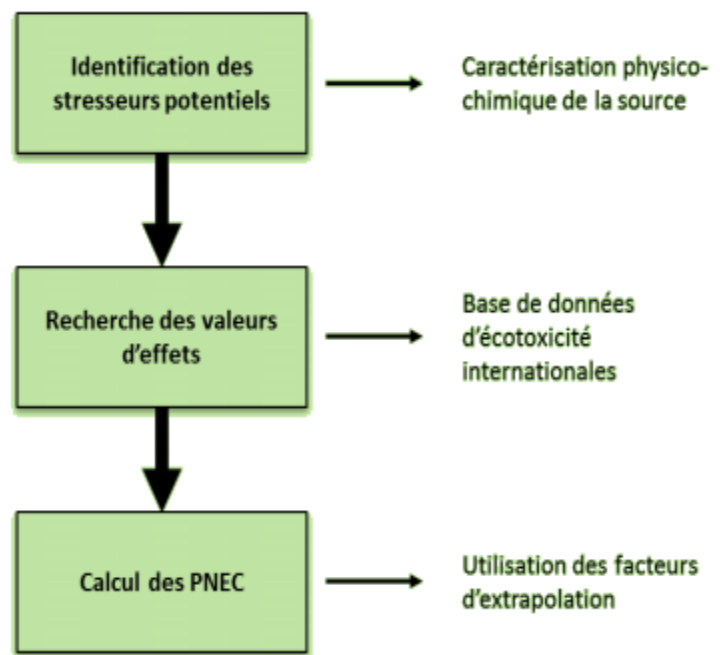 Identification des
stresseurs potentiels
Caractérisation physico-
chimique de la source
Recherche des valeurs
d'effets
Base de données
d'écotoxicité
internationales
Calcul des PNEC
Utilisation des facteurs
d'extrapolation